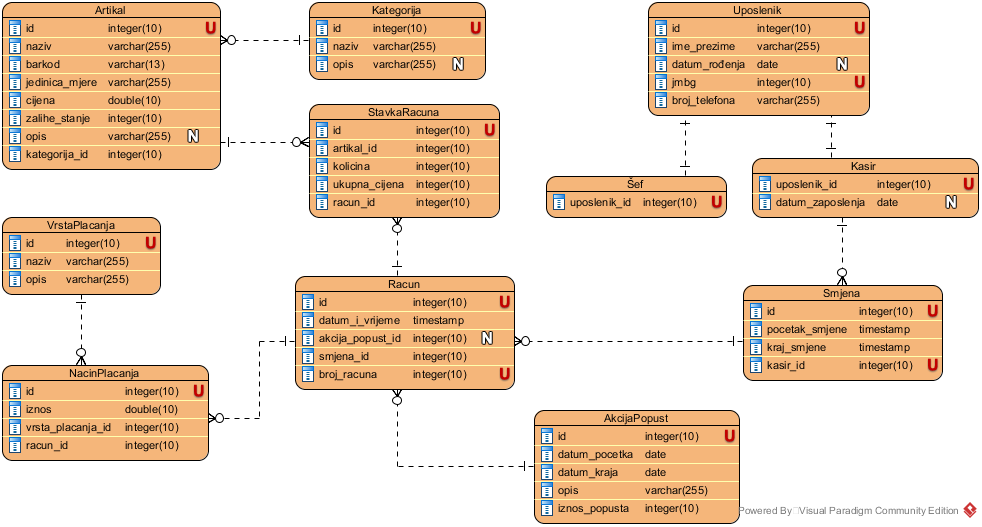 Artikal
id integer(10) U
naziv varchar(255)
barkod varchar(13)
jedinica_mjere varchar(255)
cijena double(10)
zalihe_stanje integer(10)
opis varchar(255) N
kategorija_id integer(10)
Kategorija
id integer(10) U
naziv varchar(255)
opis varchar(255) N
Uposlenik
id integer(10) U
ime_prezime varchar(255)
datum_rođenja date N
jmbg integer(10) U
broj_telefona varchar(255)
StavkaRacuna
id integer(10) U
artikal_id integer(10)
kolicina integer(10)
ukupna_cijena integer(10)
racun_id integer(10)
Šef
uposlenik_id integer(10) U
Kasir
uposlenik_id integer(10) U
datum_zaposlenja date N
VrstaPlacanja
id integer(10) U
naziv varchar(255)
opis varchar(255)
Racun
id integer(10) U
datum_i_vrijeme timestamp
akcija_popust_id integer(10) N
smjena_id integer(10)
broj_racuna integer(10) U
Smjena
id integer(10) U
pocetak_smjene timestamp
kraj_smjene timestamp
kasir_id integer(10) U
NacinPlacanja
id integer(10) U
iznos double(10)
vrsta_placanja_id integer(10)
racun_id integer(10)
AkcijaPopust
id integer(10) U
datum_pocetka date
datum_kraja date
opis varchar(255)
iznos_popusta integer(10)
Powered By Visual Paradigm Community Edition